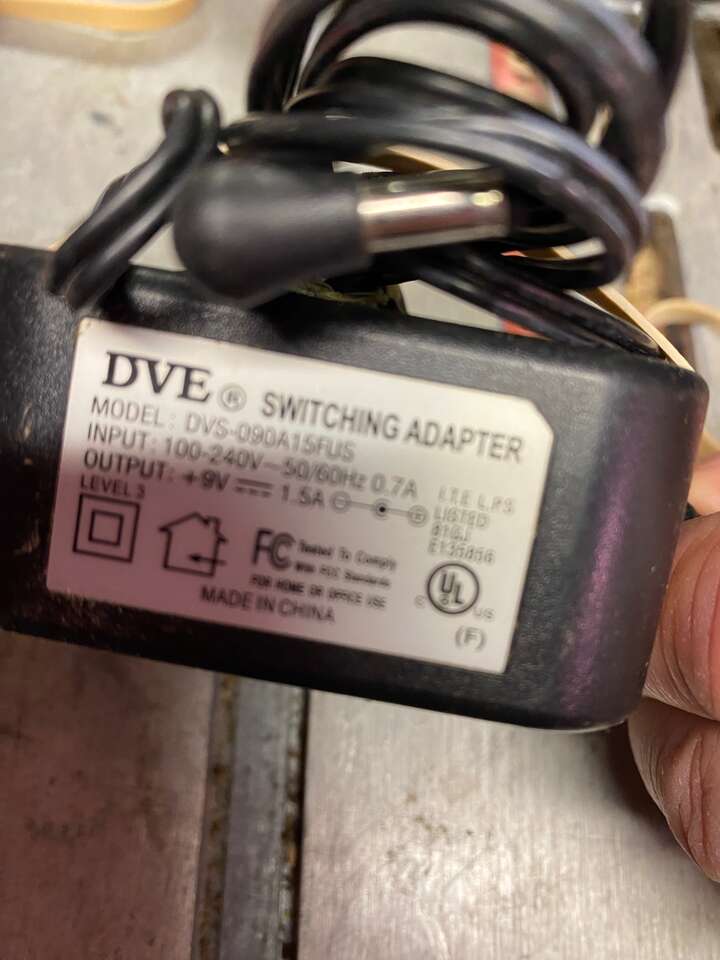 DVE ® SWITCHING ADAPTER
MODEL: DVS-090A15FUS
INPUT: 100-240V~50/60Hz 0.7A
OUTPUT: +9V 1.5A
LEVEL 3
I.T.E. L.P.S.
LISTED
91GJ
E135856
FC Tested To Comply
With FCC Standards
FOR HOME OR OFFICE USE
C UL US
MADE IN CHINA
(F)